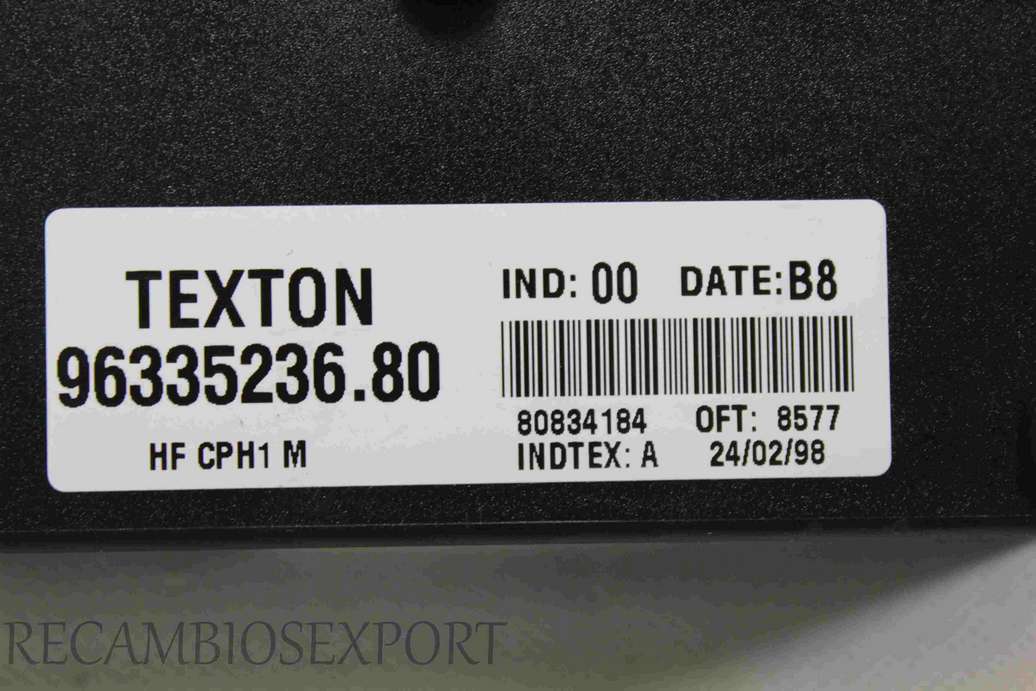 TEXTON
96335236.80
HF CPH1 M
IND: 00 DATE:B8
80834184 OFT: 8577
INDTEX: A 24/02/98
RECAMBIOSEXPORT